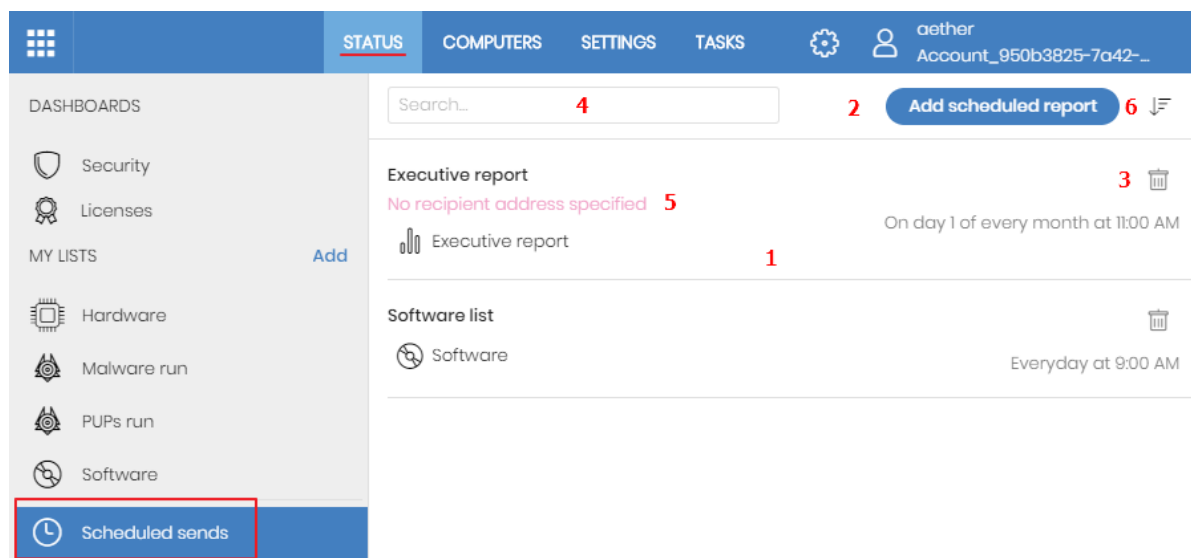 STATUS COMPUTERS SETTINGS TASKS
aether
Account_950b3825-7a42-...
DASHBOARDS
Security
Licenses
MY LISTS Add
Hardware
Malware run
PUPs run
Software
Scheduled sends
Search... 4
2 Add scheduled report 6
Executive report
3
No recipient address specified 5
On day 1 of every month at 11:00 AM
Executive report
1
Software list
Software
Everyday at 9:00 AM